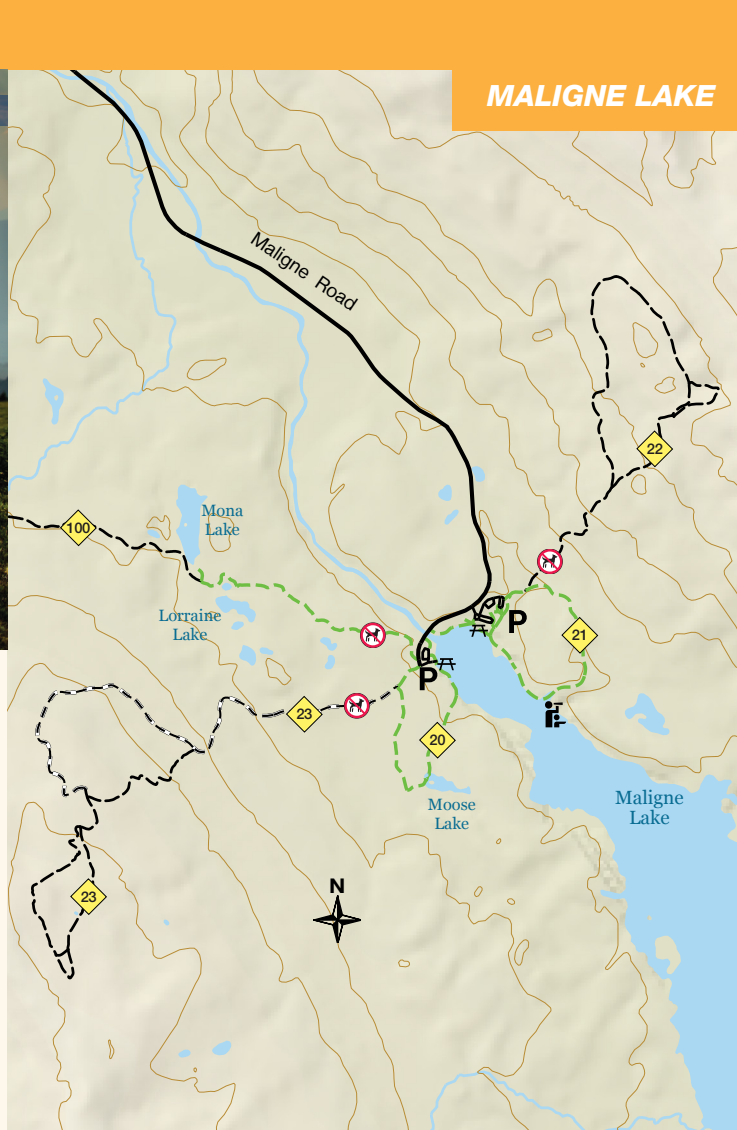 MALIGNE LAKE
Maligne Road
22
Mona
Lake
100
Lorraine
Lake
P
21
P
23
20
Maligne
Lake
Moose
Lake
N
23